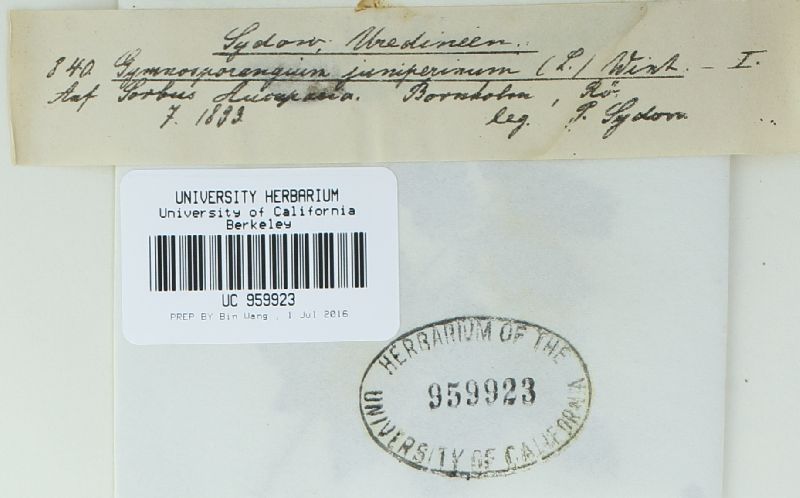 Sydow, Uredineen.
840 Gymnosporangium juniperinum (L.) Wint. – I.
Auf Sorbus Aucuparia. Bornholm, Rö.
7. 1893 leg. P. Sydow
UNIVERSITY HERBARIUM
University of California
Berkeley
UC 959923
PREP BY Bin Wang , 1 Jul 2016
HERBARIUM OF THE
959923
UNIVERSITY OF CALIFORNIA